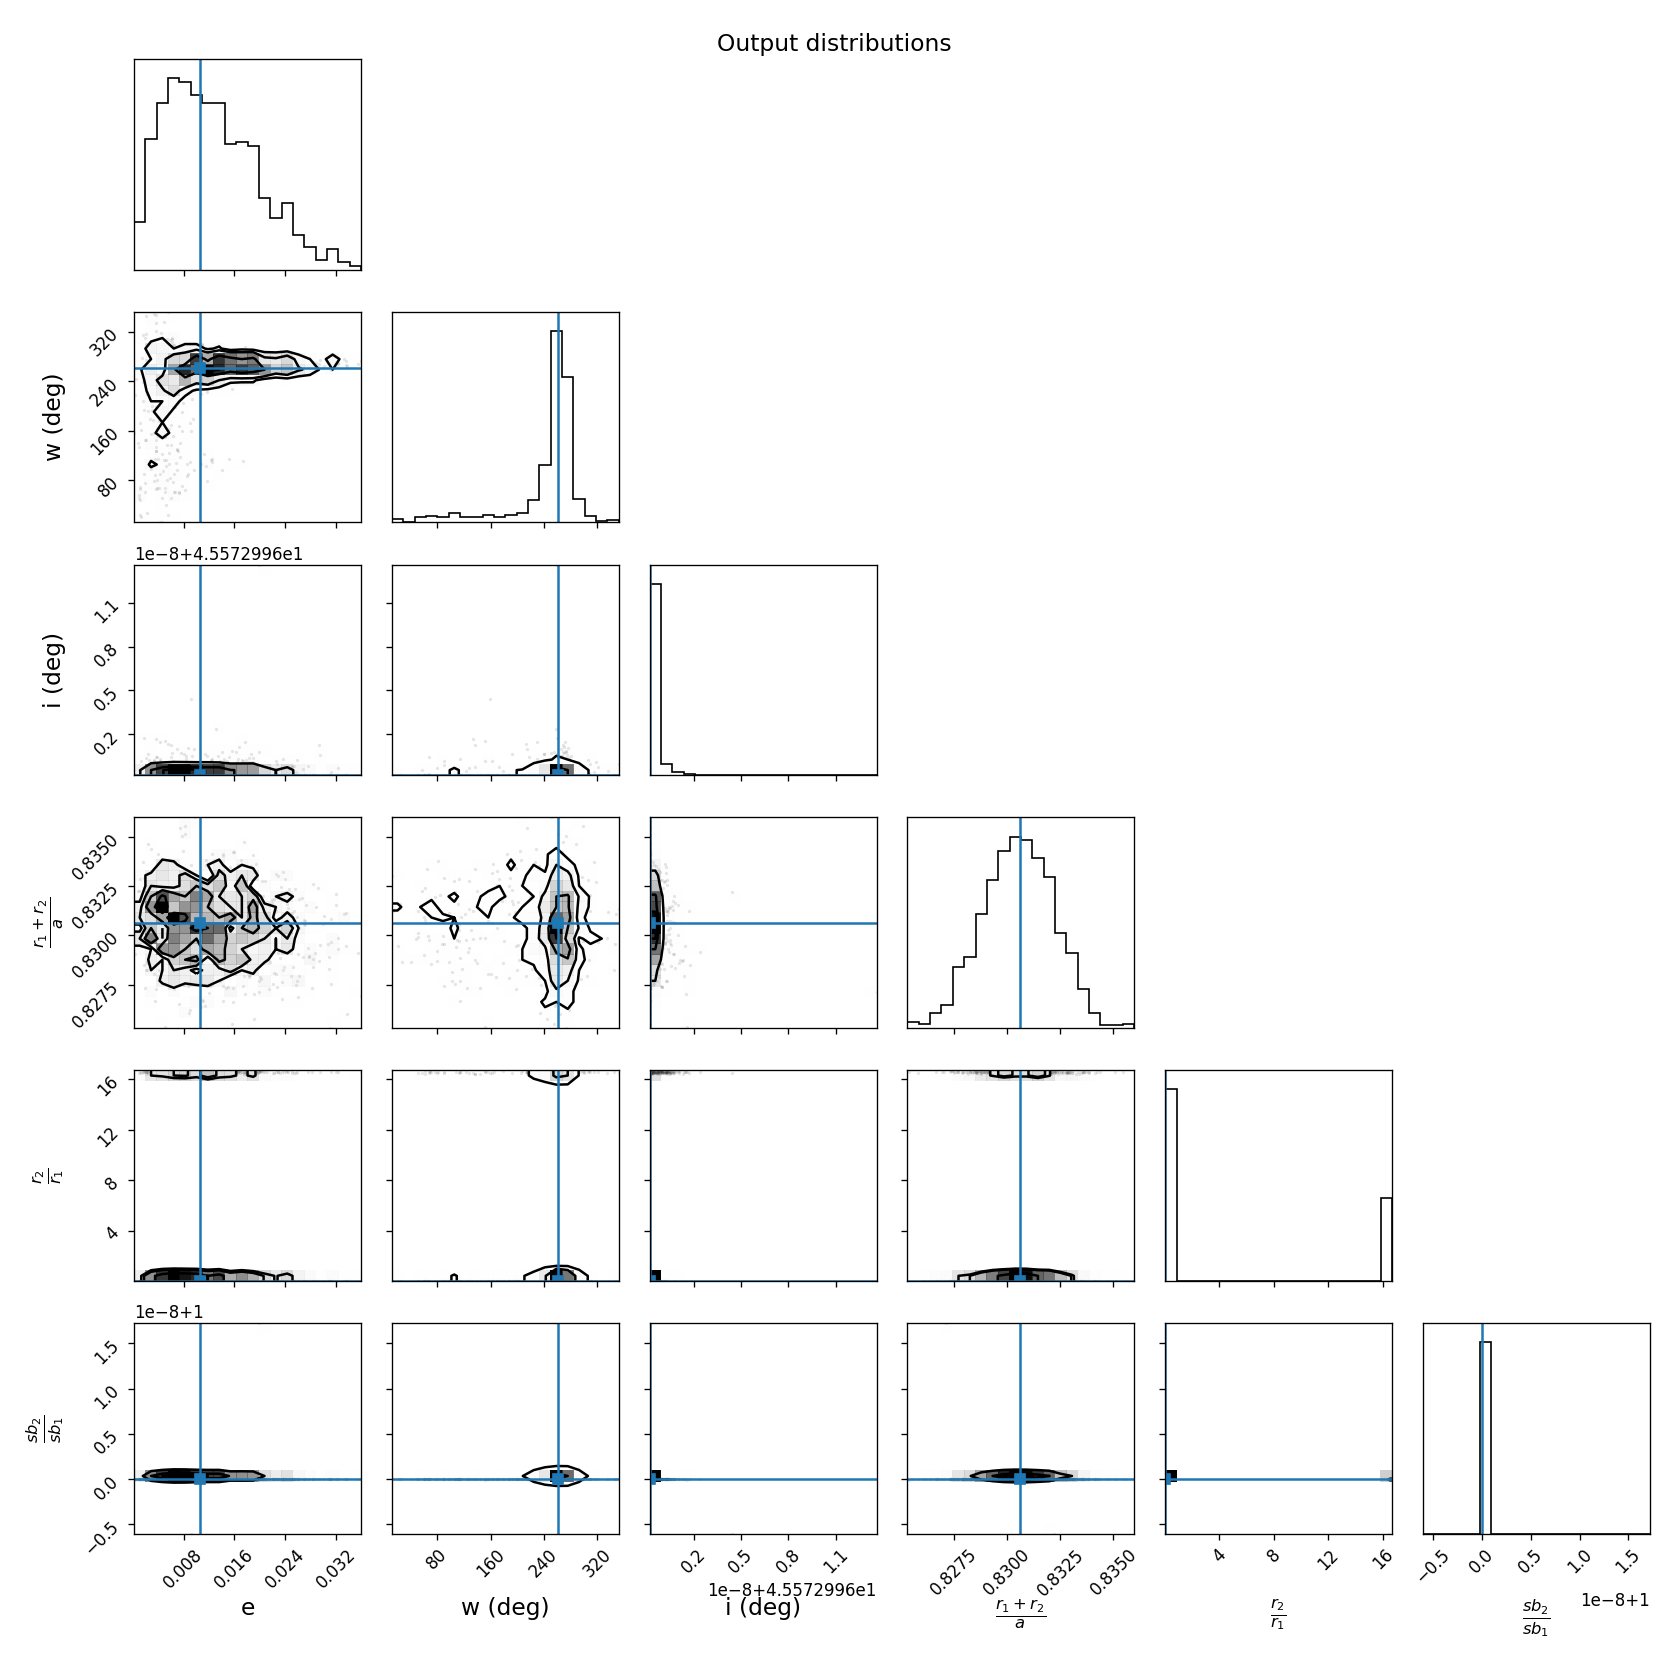 Output distributions
w (deg)
320
240
160
80
1e−8+4.5572996e1
i (deg)
1.1
0.8
0.5
0.2
r₁ + r₂
a
0.8350
0.8325
0.8300
0.8275
r₂
r₁
16
12
8
4
1e−8+1
sb₂
sb₁
1.5
1.0
0.5
0.0
−0.5
0.008 0.016 0.024 0.032
80 160 240 320
0.2 0.5 0.8 1.1
0.8275 0.8300 0.8325 0.8350
4 8 12 16
−0.5 0.0 0.5 1.0 1.5
1e−8+4.5572996e1
1e−8+1
e
w (deg)
i (deg)
r₁ + r₂
a
r₂
r₁
sb₂
sb₁